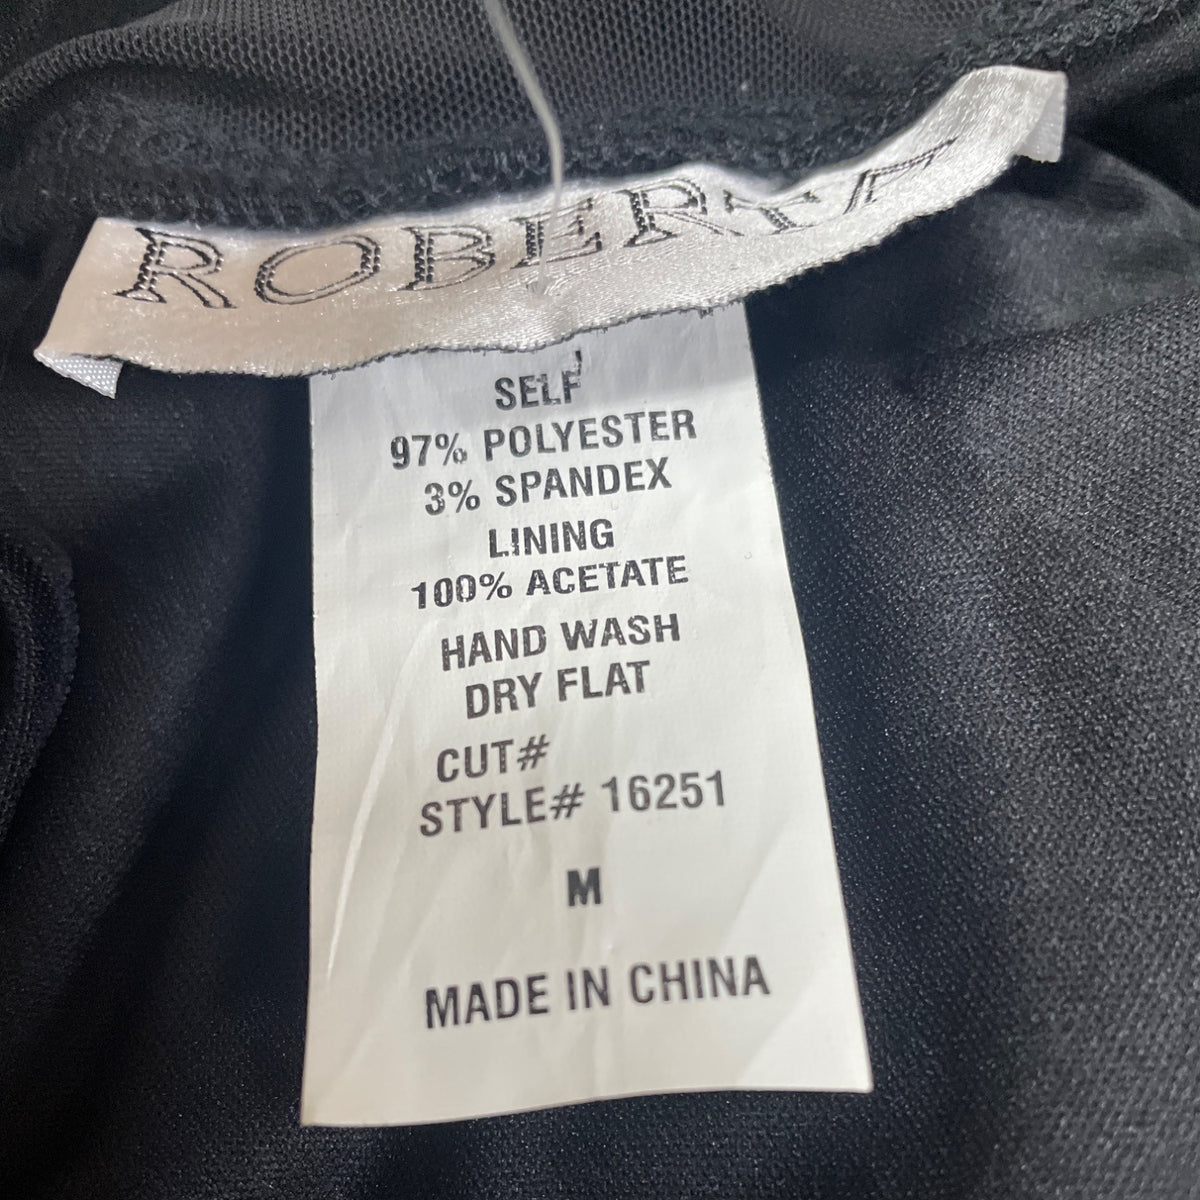 ROBERTA
SELF
97% POLYESTER
3% SPANDEX
LINING
100% ACETATE
HAND WASH
DRY FLAT
CUT#
STYLE# 16251
M
MADE IN CHINA